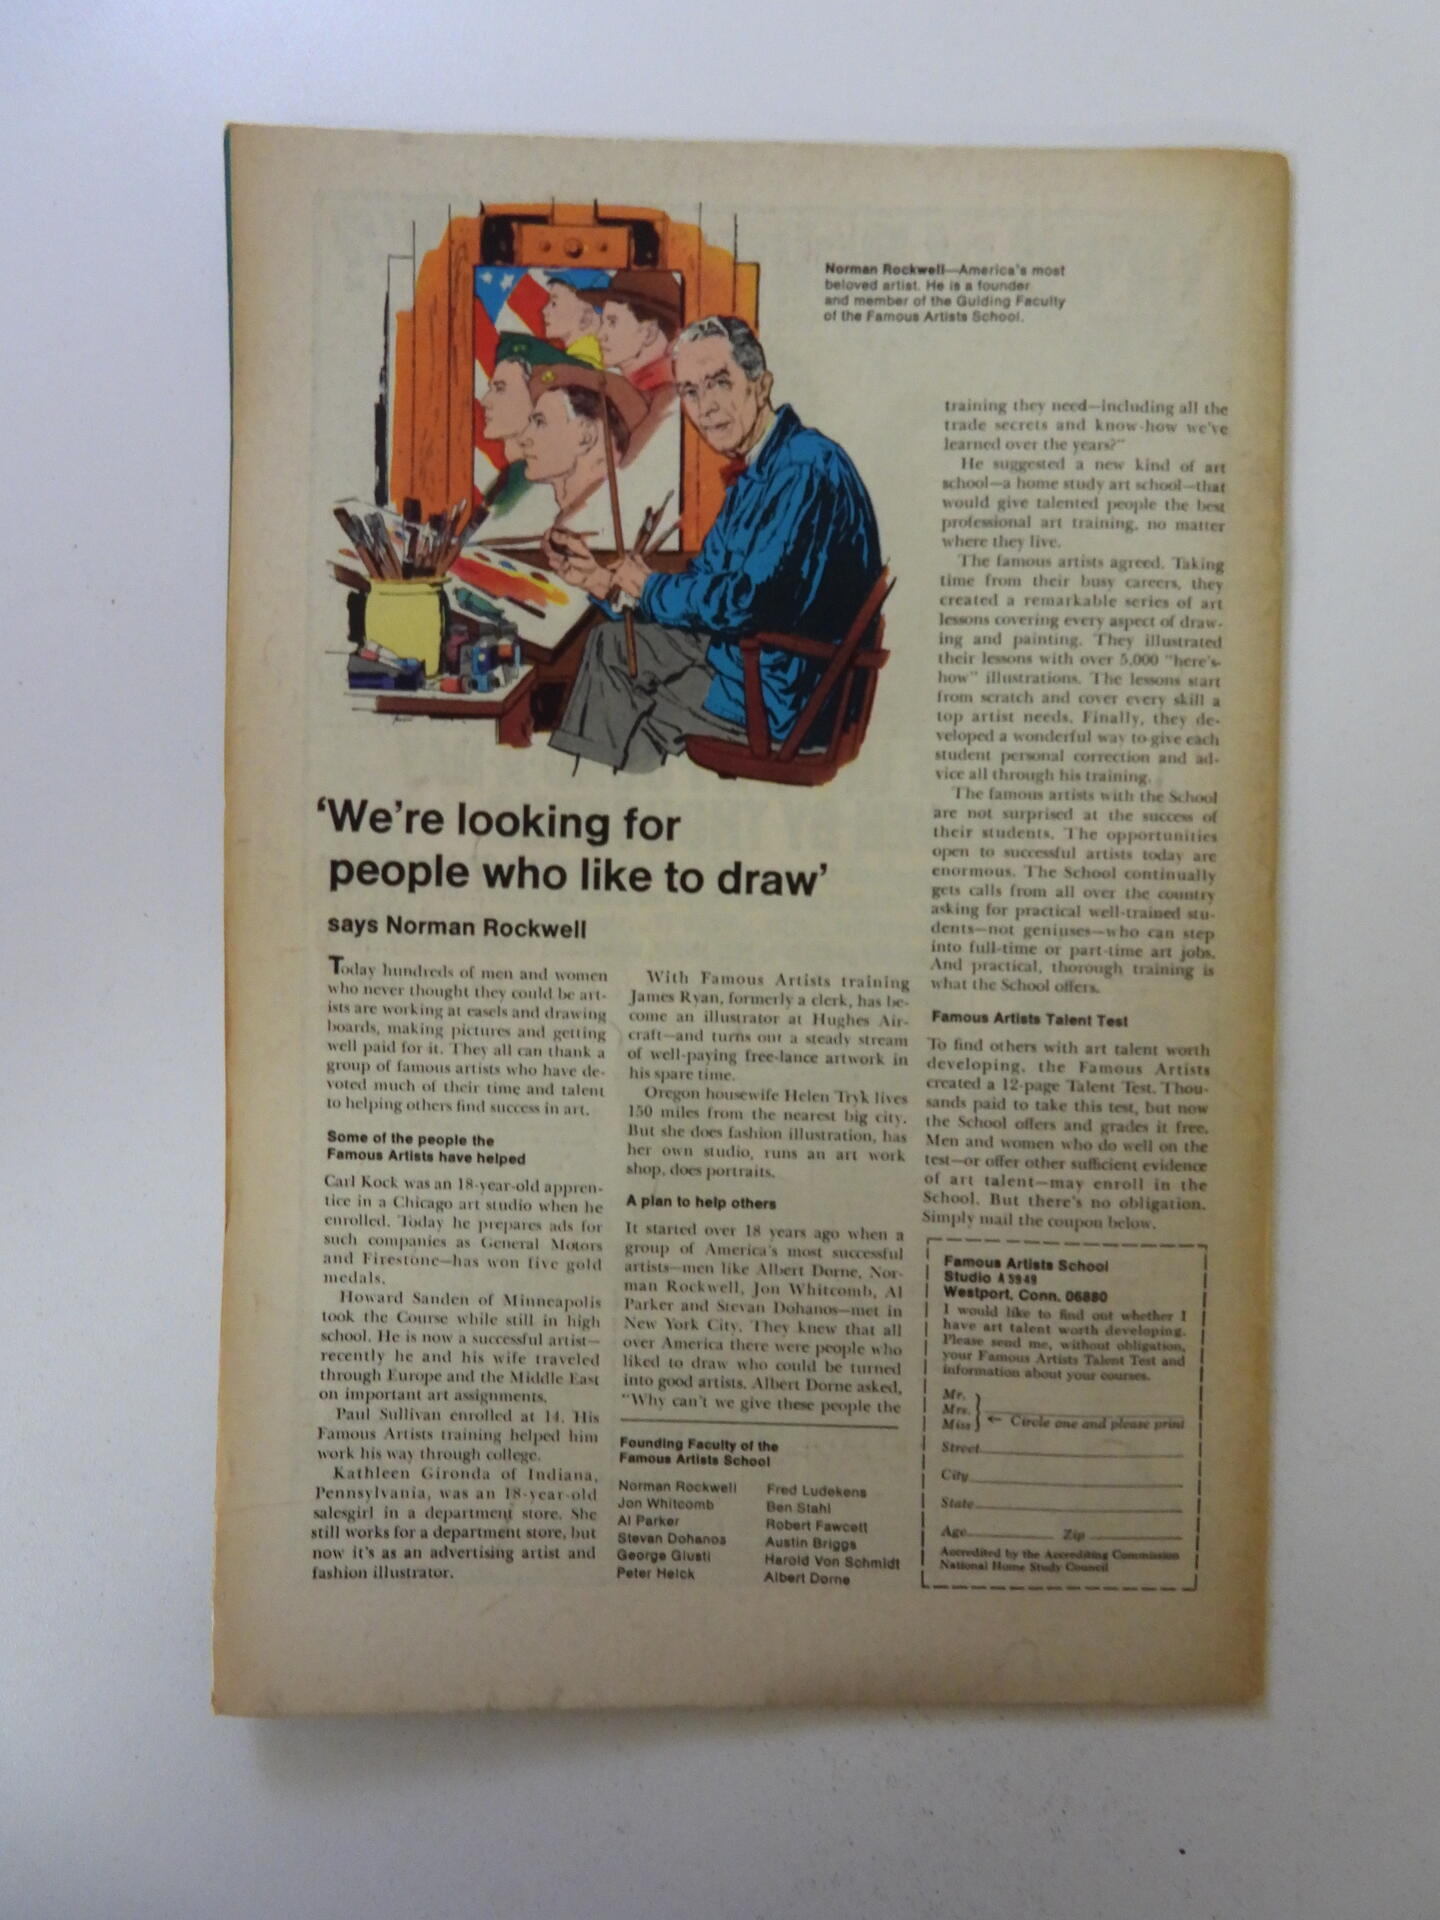 Norman Rockwell—America's most
beloved artist. He is a founder
and member of the Guiding Faculty
of the Famous Artists School.
'We're looking for
people who like to draw'
says Norman Rockwell
Today hundreds of men and women
who never thought they could be art-
ists are working at easels and drawing
boards, making pictures and getting
well paid for it. They all can thank a
group of famous artists who have de-
voted much of their time and talent
to helping others find success in art.
Some of the people the
Famous Artists have helped
Carl Kock was an 18-year-old appren-
tice in a Chicago art studio when he
enrolled. Today he prepares ads for
such companies as General Motors
and Firestone—has won five gold
medals.
Howard Sanden of Minneapolis
took the Course while still in high
school. He is now a successful artist—
recently he and his wife traveled
through Europe and the Middle East
on important art assignments.
Paul Sullivan enrolled at 14. His
Famous Artists training helped him
work his way through college.
Kathleen Gironda of Indiana,
Pennsylvania, was an 18-year-old
salesgirl in a department store. She
still works for a department store, but
now it's as an advertising artist and
fashion illustrator.
With Famous Artists training
James Ryan, formerly a clerk, has be-
come an illustrator at Hughes Air-
craft—and turns out a steady stream
of well-paying free-lance artwork in
his spare time.
Oregon housewife Helen Tryk lives
150 miles from the nearest big city.
But she does fashion illustration, has
her own studio, runs an art work
shop, does portraits.
A plan to help others
It started over 18 years ago when a
group of America's most successful
artists—men like Albert Dorne, Nor-
man Rockwell, Jon Whitcomb, Al
Parker and Stevan Dohanos—met in
New York City. They knew that all
over America there were people who
liked to draw who could be turned
into good artists. Albert Dorne asked,
"Why can't we give these people the
Founding Faculty of the
Famous Artists School
Norman Rockwell
Jon Whitcomb
Al Parker
Stevan Dohanos
George Giusti
Peter Helck
Fred Ludekens
Ben Stahl
Robert Fawcett
Austin Briggs
Harold Von Schmidt
Albert Dorne
training they need—including all the
trade secrets and know-how we've
learned over the years?"
He suggested a new kind of art
school—a home study art school—that
would give talented people the best
professional art training, no matter
where they live.
The famous artists agreed. Taking
time from their busy careers, they
created a remarkable series of art
lessons covering every aspect of draw-
ing and painting. They illustrated
their lessons with over 5,000 "here's-
how" illustrations. The lessons start
from scratch and cover every skill a
top artist needs. Finally, they de-
veloped a wonderful way to give each
student personal correction and ad-
vice all through his training.
The famous artists with the School
are not surprised at the success of
their students. The opportunities
open to successful artists today are
enormous. The School continually
gets calls from all over the country
asking for practical well-trained stu-
dents—not geniuses—who can step
into full-time or part-time art jobs.
And practical, thorough training is
what the School offers.
Famous Artists Talent Test
To find others with art talent worth
developing, the Famous Artists
created a 12-page Talent Test. Thou-
sands paid to take this test, but now
the School offers and grades it free.
Men and women who do well on the
test—or offer other sufficient evidence
of art talent—may enroll in the
School. But there's no obligation.
Simply mail the coupon below.
Famous Artists School
Studio A5949
Westport, Conn. 06880
I would like to find out whether I
have art talent worth developing.
Please send me, without obligation,
your Famous Artists Talent Test and
information about your courses.
Mr.
Mrs.
Miss ← Circle one and please print
Street
City
State
Age Zip
Accredited by the Accrediting Commission
National Home Study Council